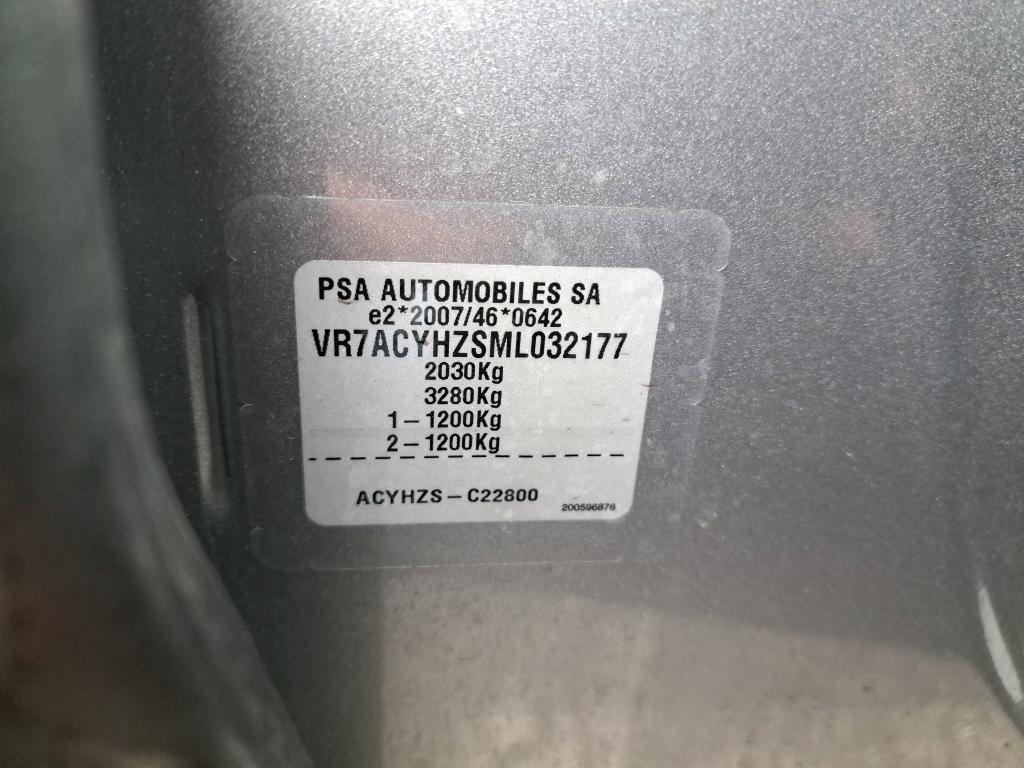 PSA AUTOMOBILES SA
e2*2007/46*0642
VR7ACYHZSML032177
2030Kg
3280Kg
1-1200Kg
2-1200Kg
ACYHZS-C22800
200596876